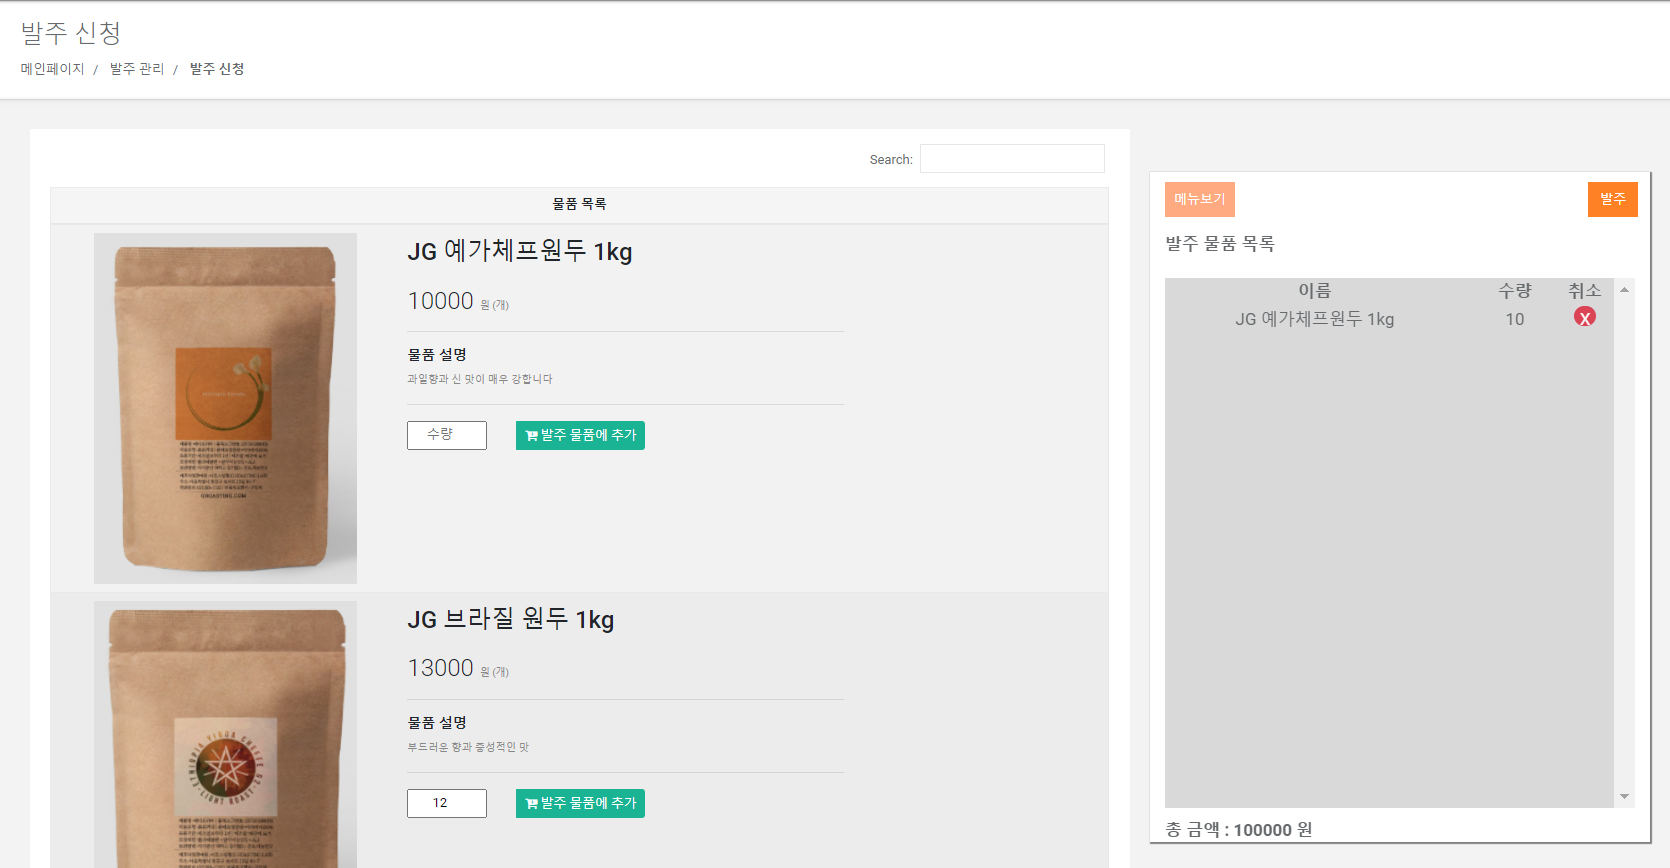 발주 신청
메인페이지 / 발주 관리 / 발주 신청
Search:
물품 목록
JG 예가체프원두 1kg
10000 원 (개)
물품 설명
과일향과 신 맛이 매우 강합니다
수량
발주 물품에 추가
JG 브라질 원두 1kg
13000 원 (개)
물품 설명
부드러운 향과 중성적인 맛
12
발주 물품에 추가
ETHIOPIA YIRGA CHEFFE G2
LIGHT ROAST
메뉴보기
발주
발주 물품 목록
이름 수량 취소
JG 예가체프원두 1kg 10 X
총 금액 : 100000 원